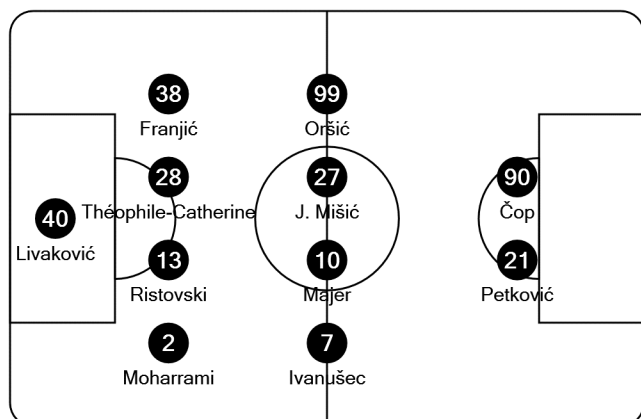 38
Franjić
99
Oršić
28
Théophile-Catherine
27
J. Mišić
90
Čop
40
Livaković
13
Ristovski
10
Majer
21
Petković
2
Moharrami
7
Ivanušec